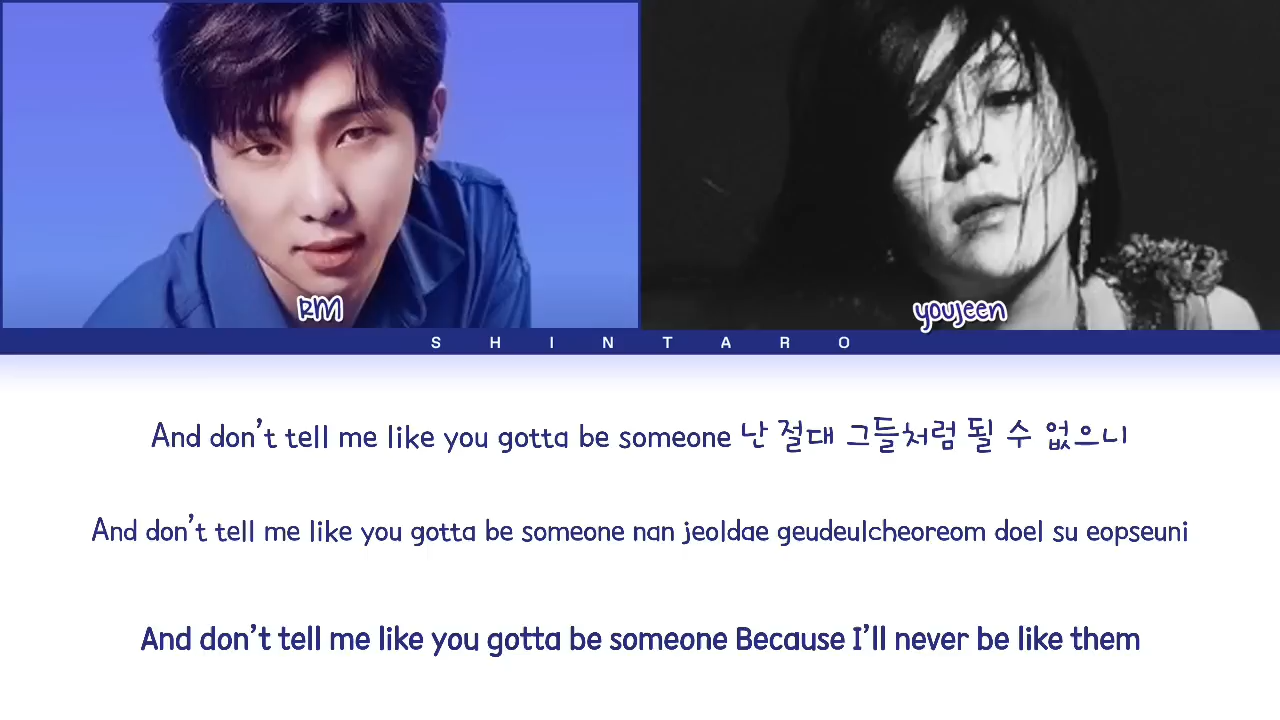 RM
youjeen
SHINTARO
And don't tell me like you gotta be someone 난 절대 그들처럼 될 수 없으니
And don't tell me like you gotta be someone nan jeoldae geudeulcheoreom doel su eopseuni
And don't tell me like you gotta be someone Because I'll never be like them